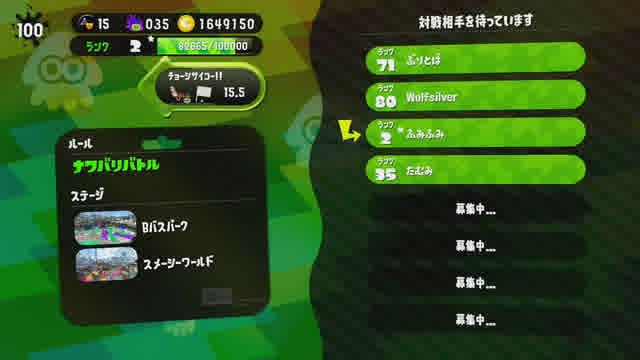 100
15
035
1649150
ランク 2★ 82865/100000
チョーシサイコー!!
15.5
ルール
ナワバリバトル
ステージ
Bバスパーク
スメーシーワールド
対戦相手を待っています
ランク 71 ぷりとば
ランク 80 Wolfsilver
ランク 2★ ふみふみ
ランク 35 たむみ
募集中...
募集中...
募集中...
募集中...